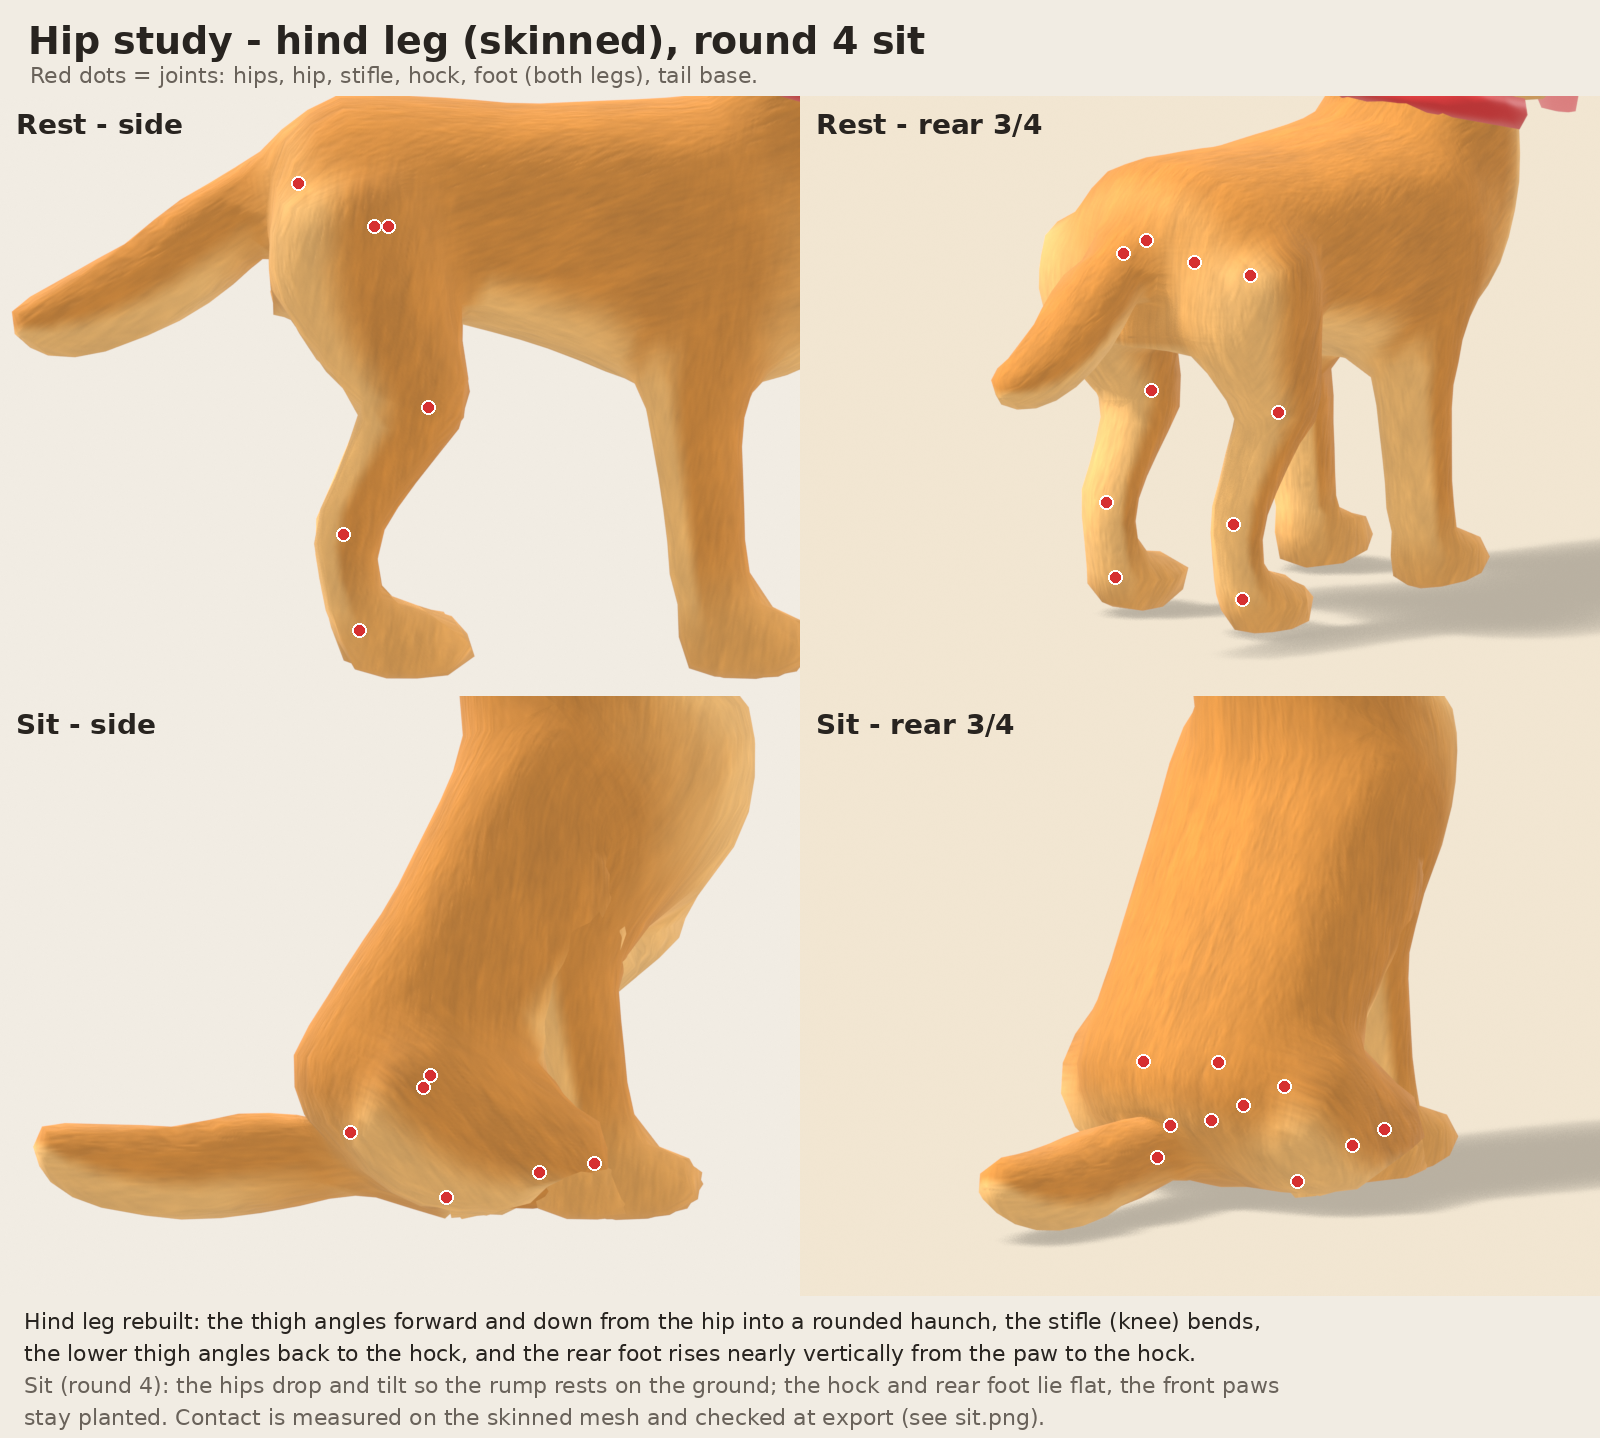 Hip study - hind leg (skinned), round 4 sit
Red dots = joints: hips, hip, stifle, hock, foot (both legs), tail base.
Rest - side
Rest - rear 3/4
Sit - side
Sit - rear 3/4
Hind leg rebuilt: the thigh angles forward and down from the hip into a rounded haunch, the stifle (knee) bends,
the lower thigh angles back to the hock, and the rear foot rises nearly vertically from the paw to the hock.
Sit (round 4): the hips drop and tilt so the rump rests on the ground; the hock and rear foot lie flat, the front paws
stay planted. Contact is measured on the skinned mesh and checked at export (see sit.png).